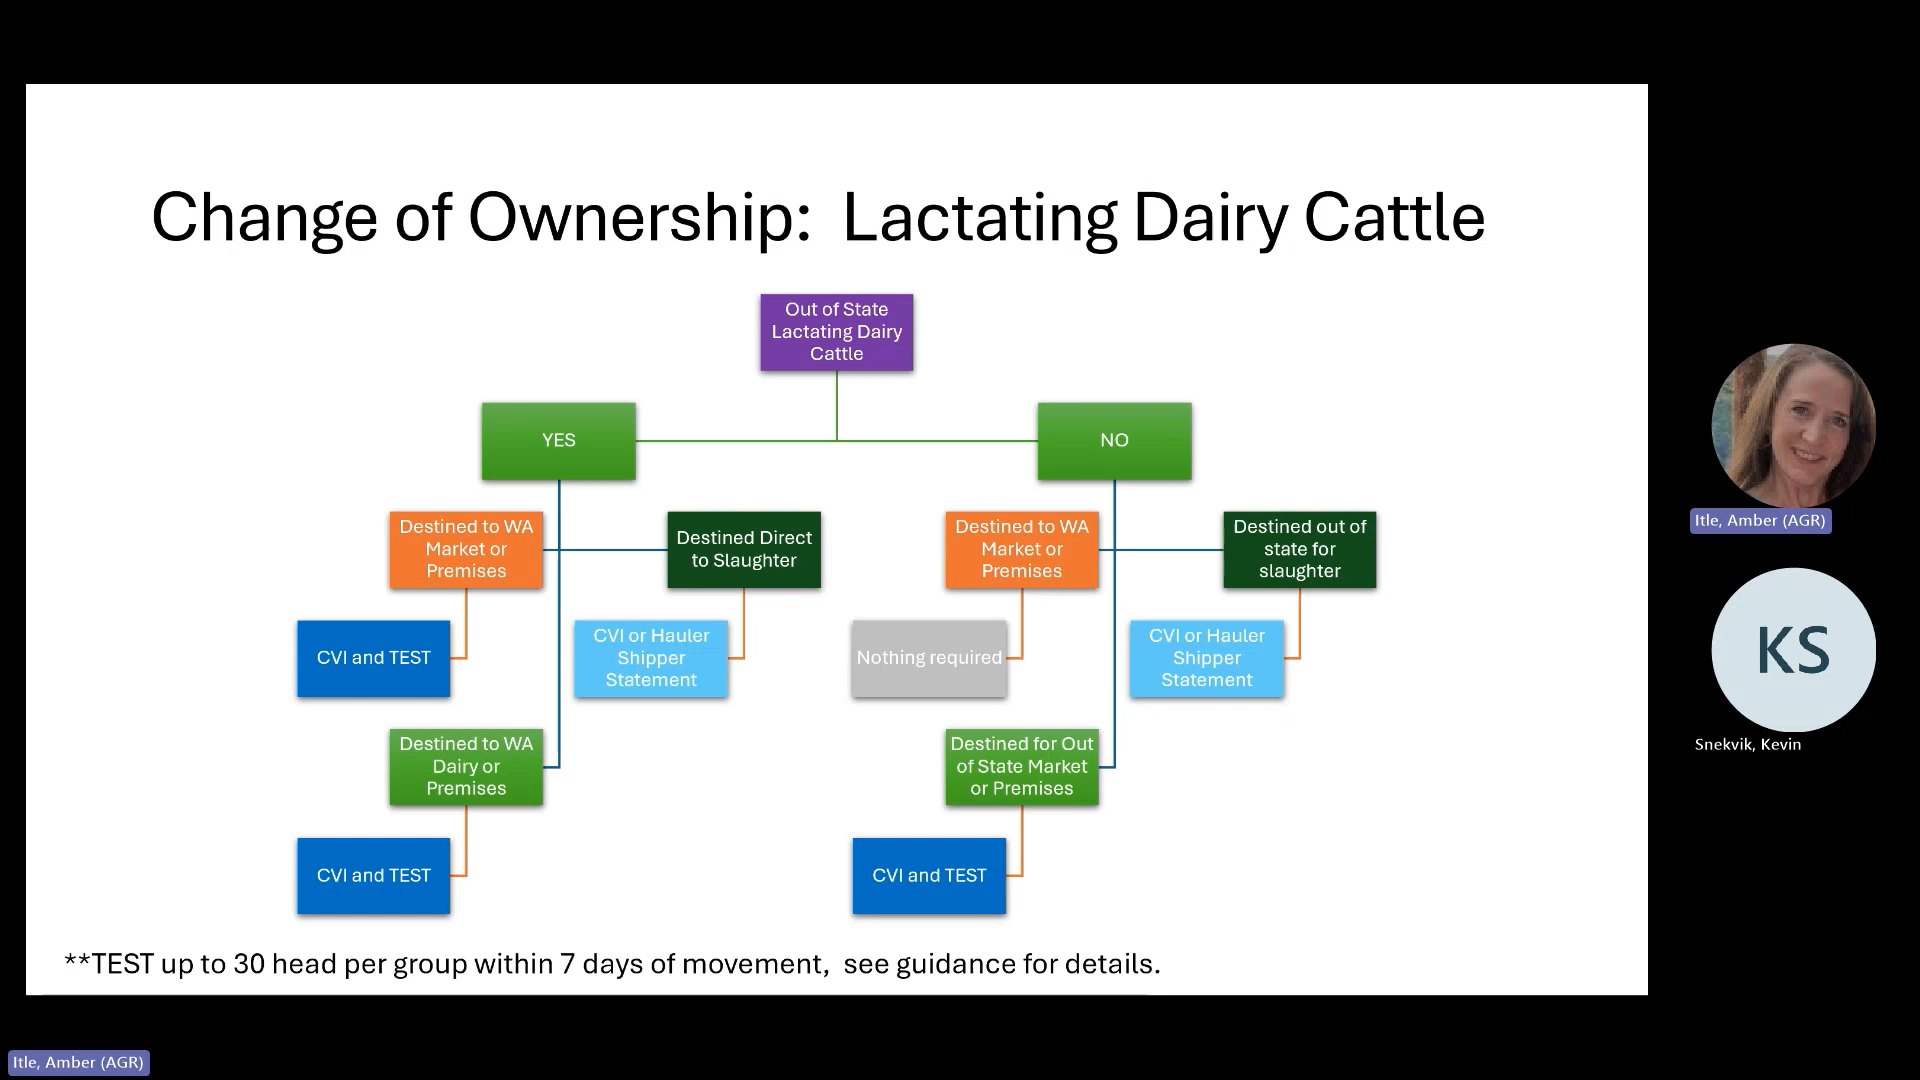 Change of Ownership: Lactating Dairy Cattle
Out of State
Lactating Dairy
Cattle
YES
NO
Destined to WA
Market or
Premises
Destined Direct
to Slaughter
Destined to WA
Market or
Premises
Destined out of
state for
slaughter
CVI and TEST
CVI or Hauler
Shipper
Statement
Nothing required
CVI or Hauler
Shipper
Statement
Destined to WA
Dairy or
Premises
Destined for Out
of State Market
or Premises
CVI and TEST
CVI and TEST
**TEST up to 30 head per group within 7 days of movement, see guidance for details.
Itle, Amber (AGR)
KS
Snekvik, Kevin
Itle, Amber (AGR)